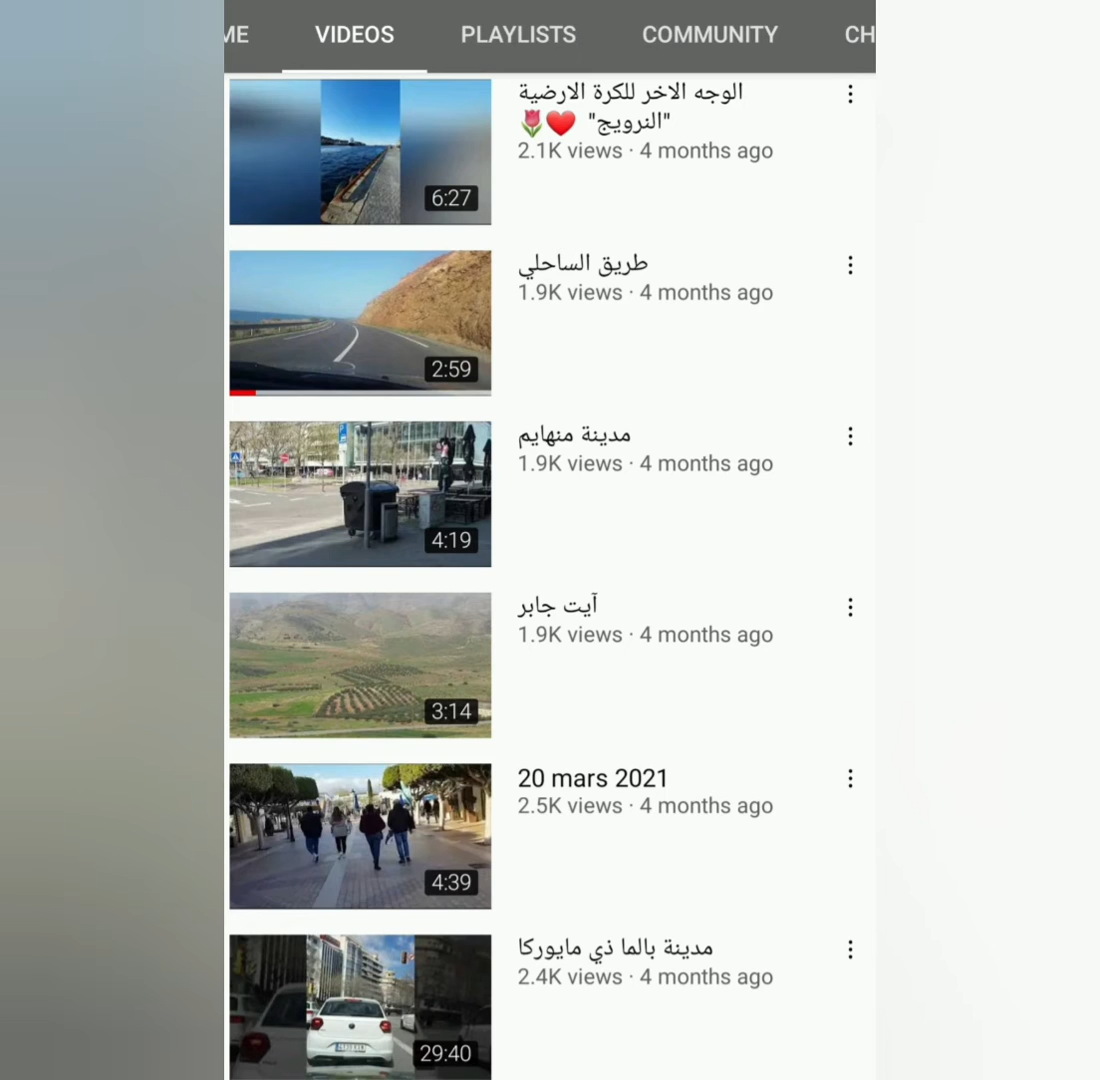 ME VIDEOS PLAYLISTS COMMUNITY CH
الوجه الاخر للكرة الارضية
"النرويج" ❤️🌷
2.1K views · 4 months ago
6:27
طريق الساحلي
1.9K views · 4 months ago
2:59
مدينة منهايم
1.9K views · 4 months ago
4:19
آيت جابر
1.9K views · 4 months ago
3:14
20 mars 2021
2.5K views · 4 months ago
4:39
مدينة بالما ذي مايوركا
2.4K views · 4 months ago
29:40